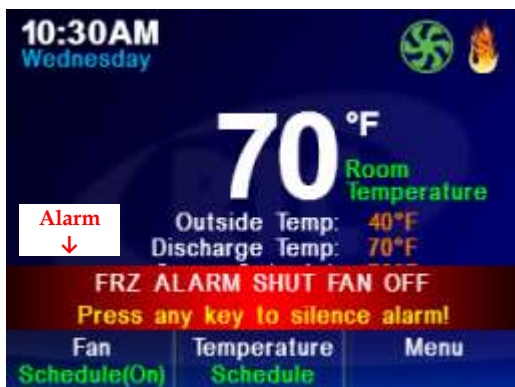 10:30AM
Wednesday
70 °F
Room
Temperature
Alarm
↓
Outside Temp: 40°F
Discharge Temp: 70°F
FRZ ALARM SHUT FAN OFF
Press any key to silence alarm!
Fan Temperature Menu
Schedule(On) Schedule